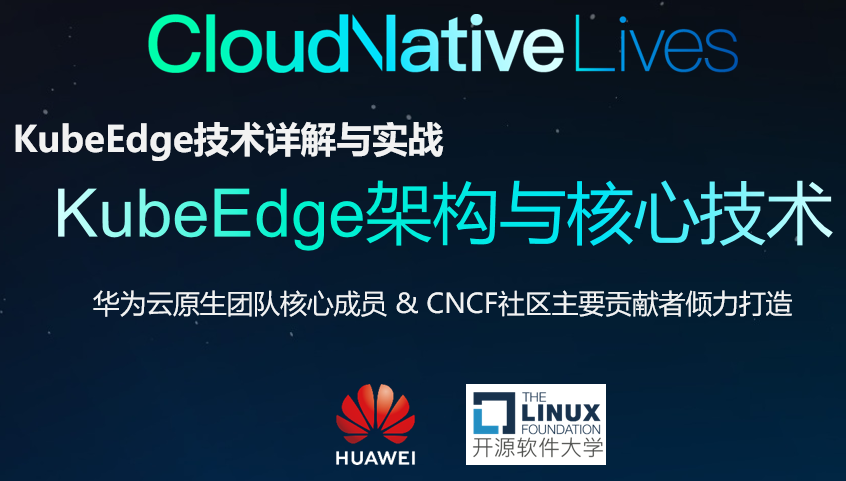 CloudNative Lives
KubeEdge技术详解与实战
KubeEdge架构与核心技术
华为云原生团队核心成员 & CNCF社区主要贡献者倾力打造
HUAWEI
THE
LINUX
FOUNDATION
开源软件大学